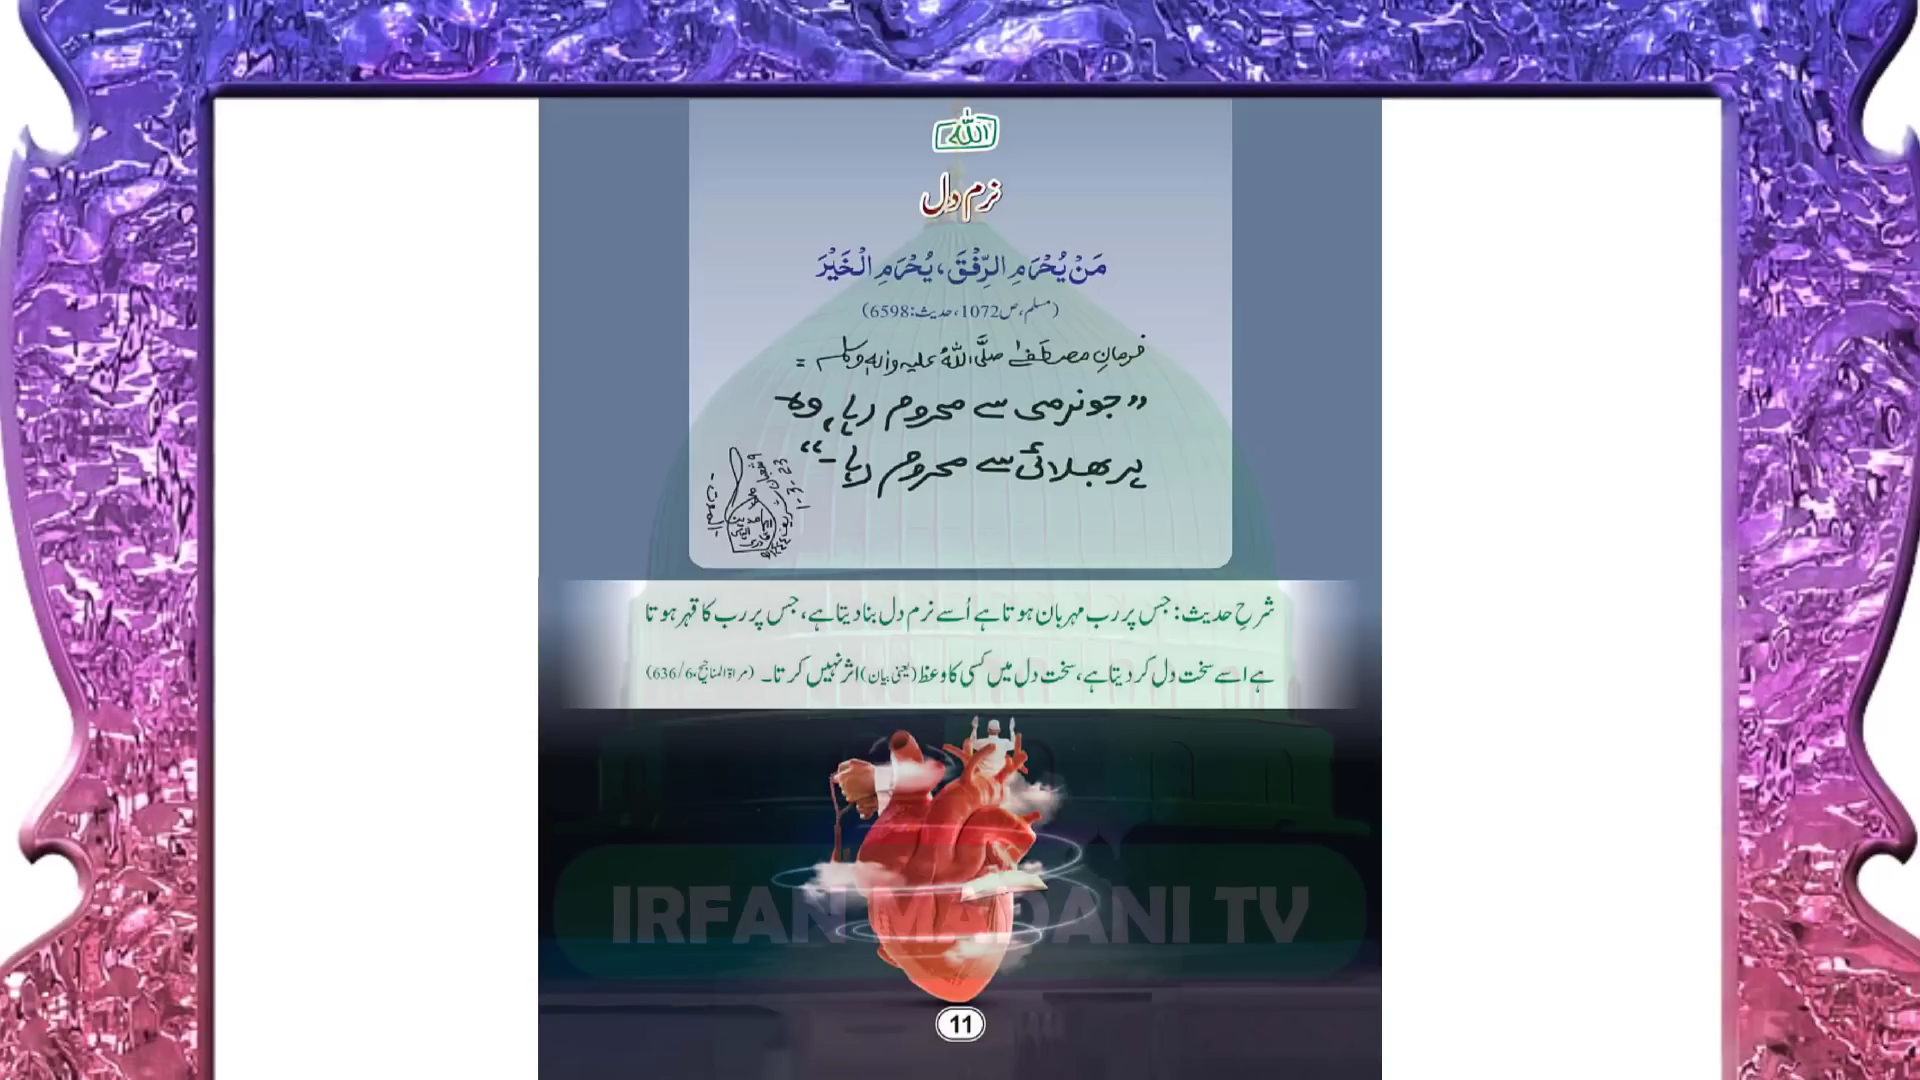 اللہ
نرم دل
مَنْ یُّحْرَمِ الرِّفْقَ، یُحْرَمِ الْخَیْرَ
(مسلم، ص1072، حدیث:6598)
فرمانِ مصطفےٰ صلَّی اللہُ علیہ واٰلہٖ وسلم =
”جو نرمی سے محروم رہا، وہ
ہر بھلائی سے محروم رہا۔“
شرحِ حدیث: جس پر رب مہربان ہوتا ہے اُسے نرم دل بنا دیتا ہے، جس پر رب کا قہر ہوتا
ہے اسے سخت دل کر دیتا ہے، سخت دل میں کسی کا وعظ (یعنی بیان) اثر نہیں کرتا۔ (مراۃ المناجیح، 6/636)
IRFAN MADANI TV
11